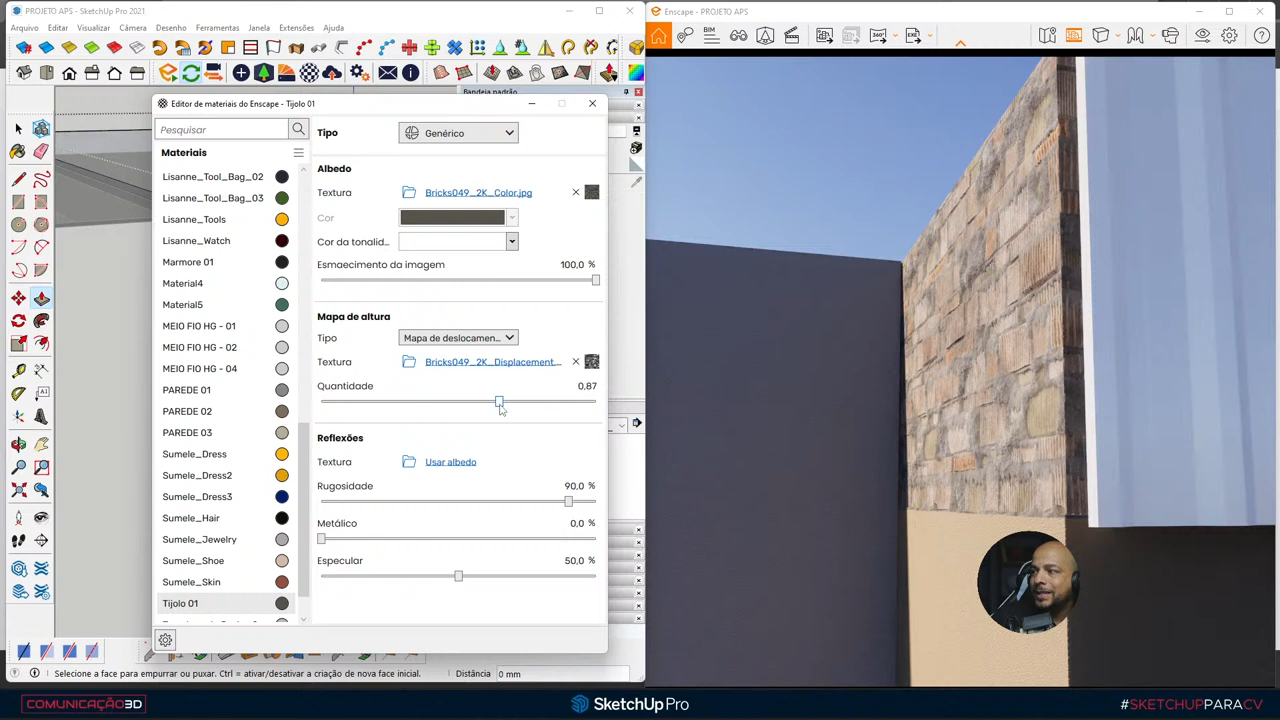 PROJETO APS - SketchUp Pro 2021
Enscape - PROJETO APS
Arquivo Editar Visualizar Câmera Desenho Ferramentas Janela Extensões Ajuda
BIM
360°
EXE
Bandeja padrão
Editor de materiais do Enscape - Tijolo 01
Pesquisar
Materiais
Lisanne_Tool_Bag_02
Lisanne_Tool_Bag_03
Lisanne_Tools
Lisanne_Watch
Marmore 01
Material4
Material5
MEIO FIO HG - 01
MEIO FIO HG - 02
MEIO FIO HG - 04
PAREDE 01
PAREDE 02
PAREDE 03
Sumele_Dress
Sumele_Dress2
Sumele_Dress3
Sumele_Hair
Sumele_Jewelry
Sumele_Shoe
Sumele_Skin
Tijolo 01
Tipo Genérico
Albedo
Textura Bricks049_2K_Color.jpg
Cor
Cor da tonalid...
Esmaecimento da imagem 100,0 %
Mapa de altura
Tipo Mapa de deslocamen...
Textura Bricks049_2K_Displacement...
Quantidade 0.87
Reflexões
Textura Usar albedo
Rugosidade 90,0 %
Metálico 0,0 %
Especular 50,0 %
Selecione a face para empurrar ou puxar. Ctrl = ativar/desativar a criação de nova face inicial.
Distância 0 mm
COMUNICAÇÃO3D
SketchUp Pro
#SKETCHUPPARACV